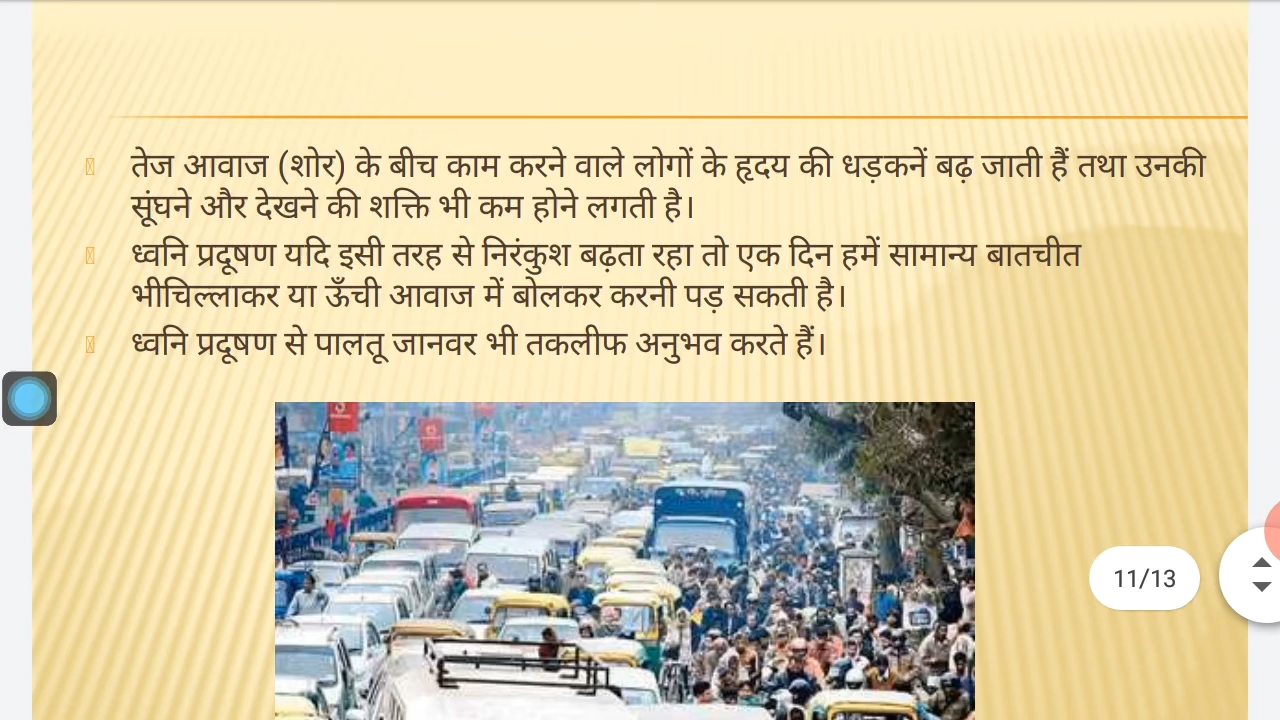 तेज आवाज (शोर) के बीच काम करने वाले लोगों के हृदय की धड़कनें बढ़ जाती हैं तथा उनकी
सूंघने और देखने की शक्ति भी कम होने लगती है।
ध्वनि प्रदूषण यदि इसी तरह से निरंकुश बढ़ता रहा तो एक दिन हमें सामान्य बातचीत
भीचिल्लाकर या ऊँची आवाज में बोलकर करनी पड़ सकती है।
ध्वनि प्रदूषण से पालतू जानवर भी तकलीफ अनुभव करते हैं।
11/13